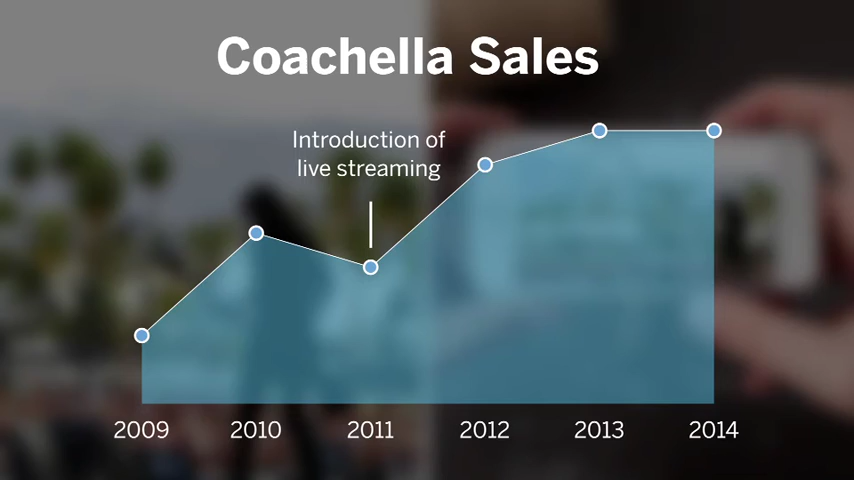 Coachella Sales
Introduction of
live streaming
2009 2010 2011 2012 2013 2014